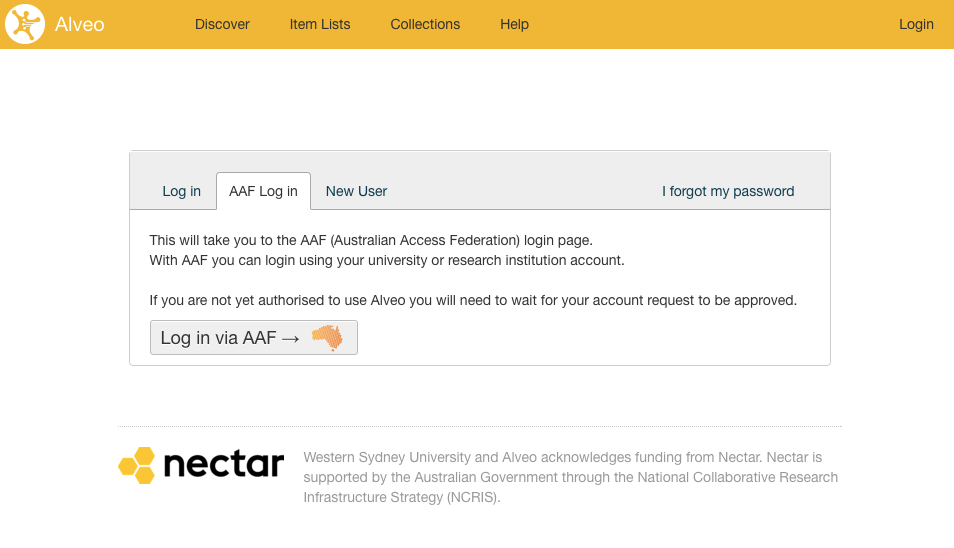 Alveo Discover Item Lists Collections Help Login
Log in AAF Log in New User I forgot my password
This will take you to the AAF (Australian Access Federation) login page.
With AAF you can login using your university or research institution account.
If you are not yet authorised to use Alveo you will need to wait for your account request to be approved.
Log in via AAF →
nectar
Western Sydney University and Alveo acknowledges funding from Nectar. Nectar is
supported by the Australian Government through the National Collaborative Research
Infrastructure Strategy (NCRIS).